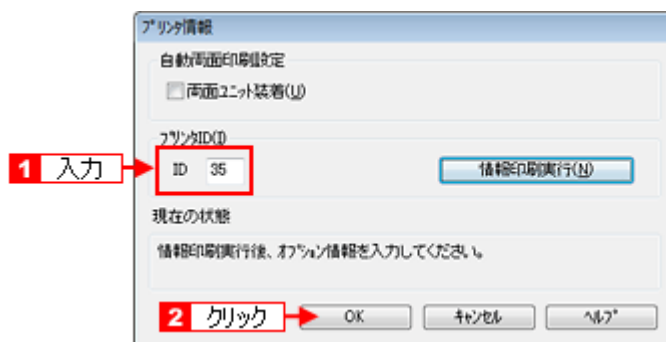 プリンタ情報
自動両面印刷設定
両面ユニット装着(U)
プリンタID(I)
1 入力
ID 35
情報印刷実行(N)
現在の状態
情報印刷実行後、オプション情報を入力してください。
2 クリック
OK キャンセル ヘルプ